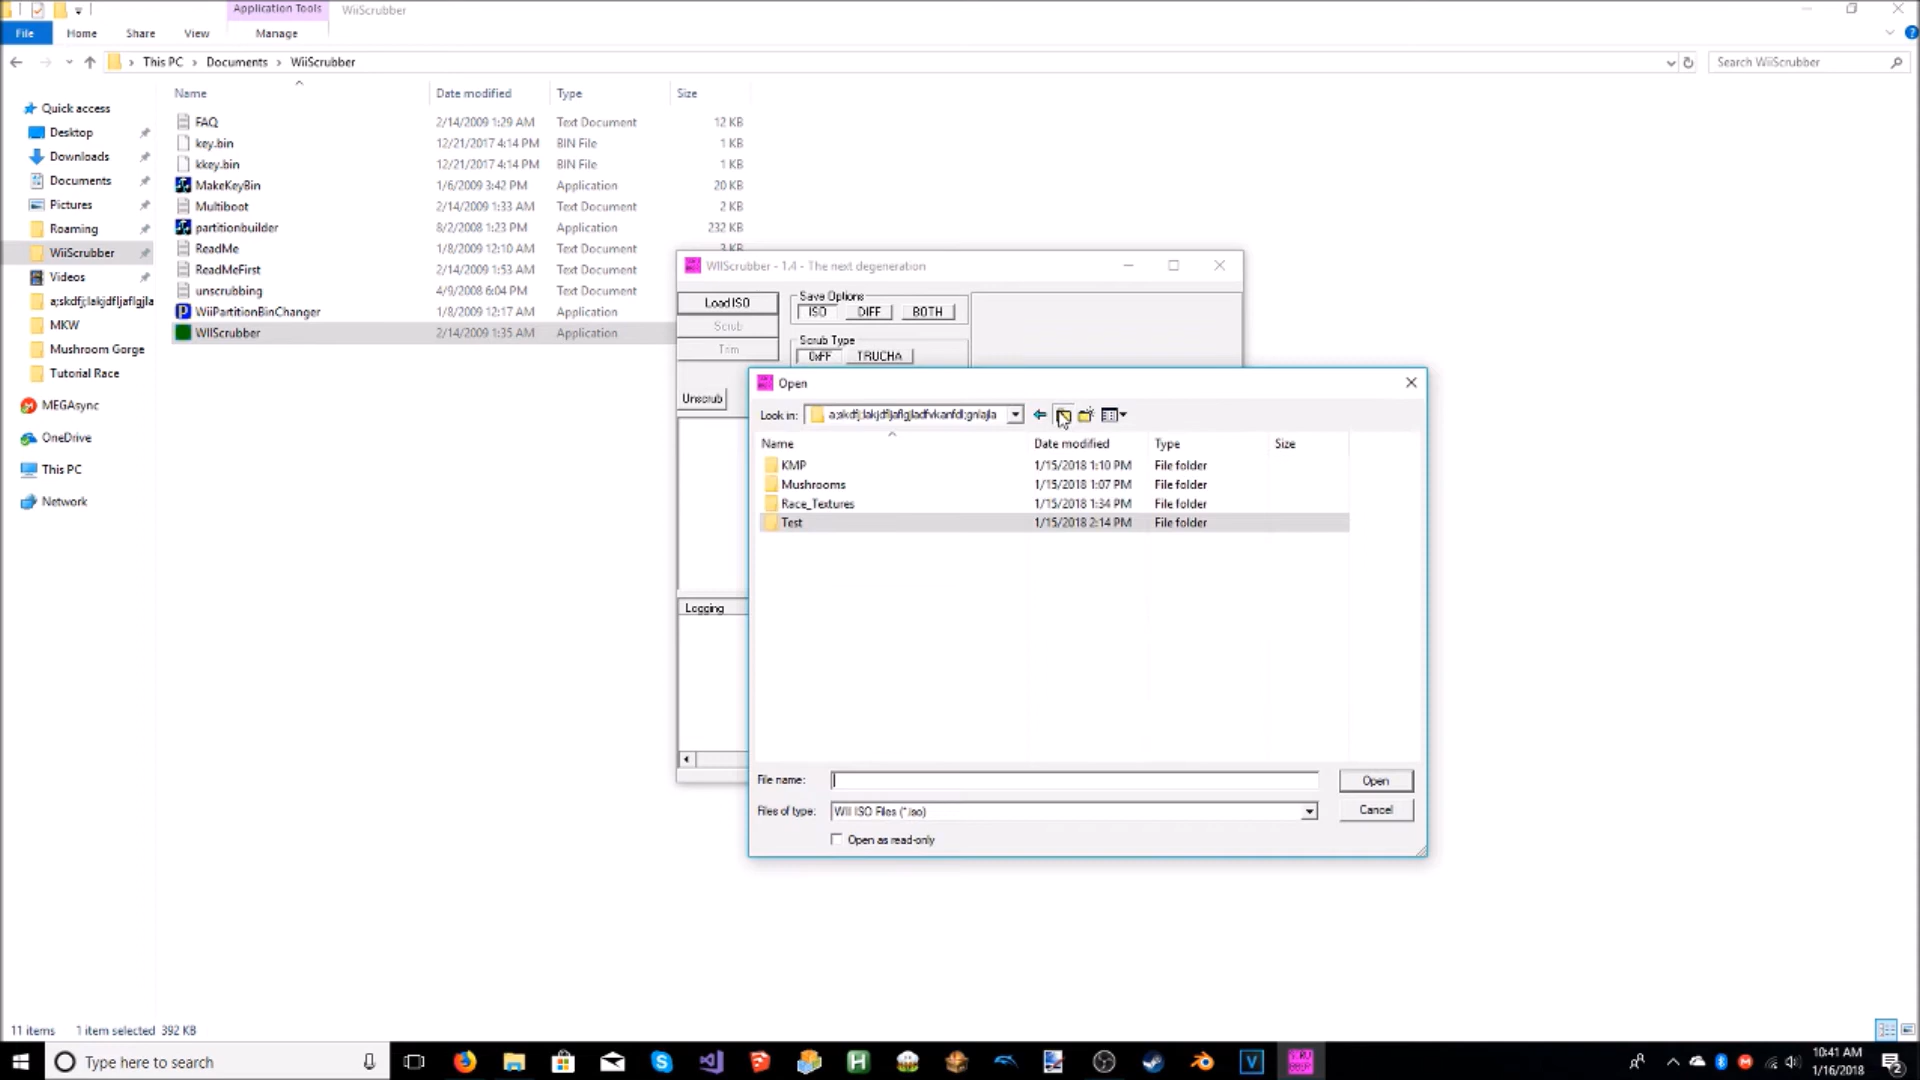 Application Tools
WiiScrubber
File
Home
Share
View
Manage
This PC > Documents > WiiScrubber
Search WiiScrubber
Name
Date modified
Type
Size
Quick access
Desktop
Downloads
Documents
Pictures
Roaming
WiiScrubber
Videos
a;skdfj;lakjdfljaflgjla
MKW
Mushroom Gorge
Tutorial Race
MEGAsync
OneDrive
This PC
Network
FAQ 2/14/2009 1:29 AM Text Document 12 KB
key.bin 12/21/2017 4:14 PM BIN File 1 KB
kkey.bin 12/21/2017 4:14 PM BIN File 1 KB
MakeKeyBin 1/6/2009 3:42 PM Application 20 KB
Multiboot 2/14/2009 1:33 AM Text Document 2 KB
partitionbuilder 8/2/2008 1:23 PM Application 232 KB
ReadMe 1/8/2009 12:10 AM Text Document 3 KB
ReadMeFirst 2/14/2009 1:53 AM Text Document
unscrubbing 4/9/2008 6:04 PM Text Document
WiiPartitionBinChanger 1/8/2009 12:17 AM Application
WIIScrubber 2/14/2009 1:35 AM Application
WIIScrubber - 1.4 - The next degeneration
Load ISO
Scrub
Trim
Unscrub
Save Options
ISO DIFF BOTH
Scrub Type
0xFF TRUCHA
Logging
Open
Look in: a;skdfj;lakjdfljaflgjladfvkanfdl;gnlajla
Name Date modified Type Size
KMP 1/15/2018 1:10 PM File folder
Mushrooms 1/15/2018 1:07 PM File folder
Race_Textures 1/15/2018 1:34 PM File folder
Test 1/15/2018 2:14 PM File folder
File name:
Open
Files of type: WII ISO Files (*.iso)
Cancel
Open as read-only
11 items 1 item selected 392 KB
Type here to search
10:41 AM
1/16/2018
2